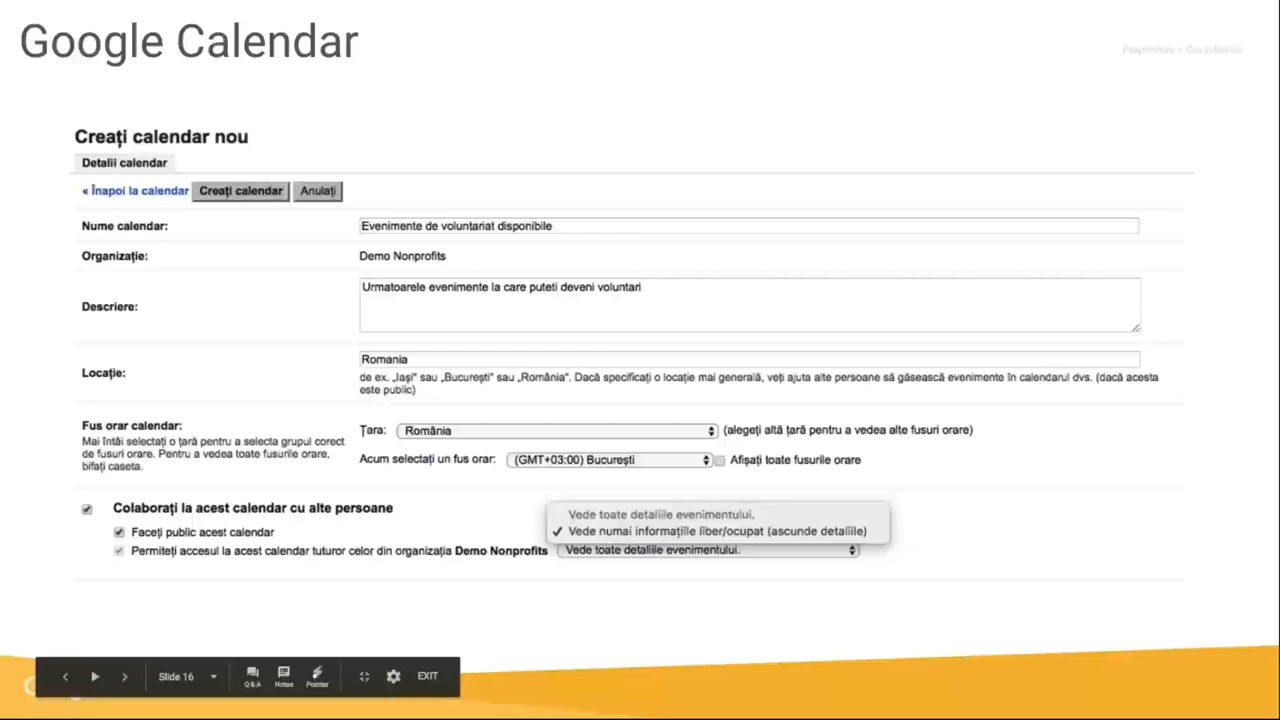 Google Calendar
Creați calendar nou
Detalii calendar
« Înapoi la calendar Creați calendar Anulați
Nume calendar: Evenimente de voluntariat disponibile
Organizație: Demo Nonprofits
Urmatoarele evenimente la care puteti deveni voluntari
Descriere:
Romania
Locație:
de ex. „Iași" sau „București" sau „România". Dacă specificați o locație mai generală, veți ajuta alte persoane să găsească evenimente în calendarul dvs. (dacă acesta
este public)
Fus orar calendar:
Mai întâi selectați o țară pentru a selecta grupul corect
de fusuri orare. Pentru a vedea toate fusurile orare,
bifați caseta.
Țara: România (alegeți altă țară pentru a vedea alte fusuri orare)
Acum selectați un fus orar: (GMT+03:00) București Afișați toate fusurile orare
Colaborați la acest calendar cu alte persoane
Vede toate detaliile evenimentului.
Faceți public acest calendar Vede numai informațiile liber/ocupat (ascunde detaliile)
Permiteți accesul la acest calendar tuturor celor din organizația Demo Nonprofits Vede toate detaliile evenimentului.
Slide 16 Q&A Notes Pointer EXIT